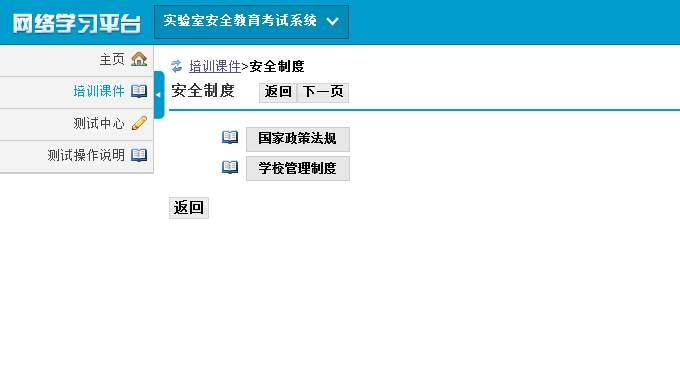 网络学习平台
实验室安全教育考试系统
主页
培训课件
测试中心
测试操作说明
培训课件>安全制度
安全制度 返回 下一页
国家政策法规
学校管理制度
返回